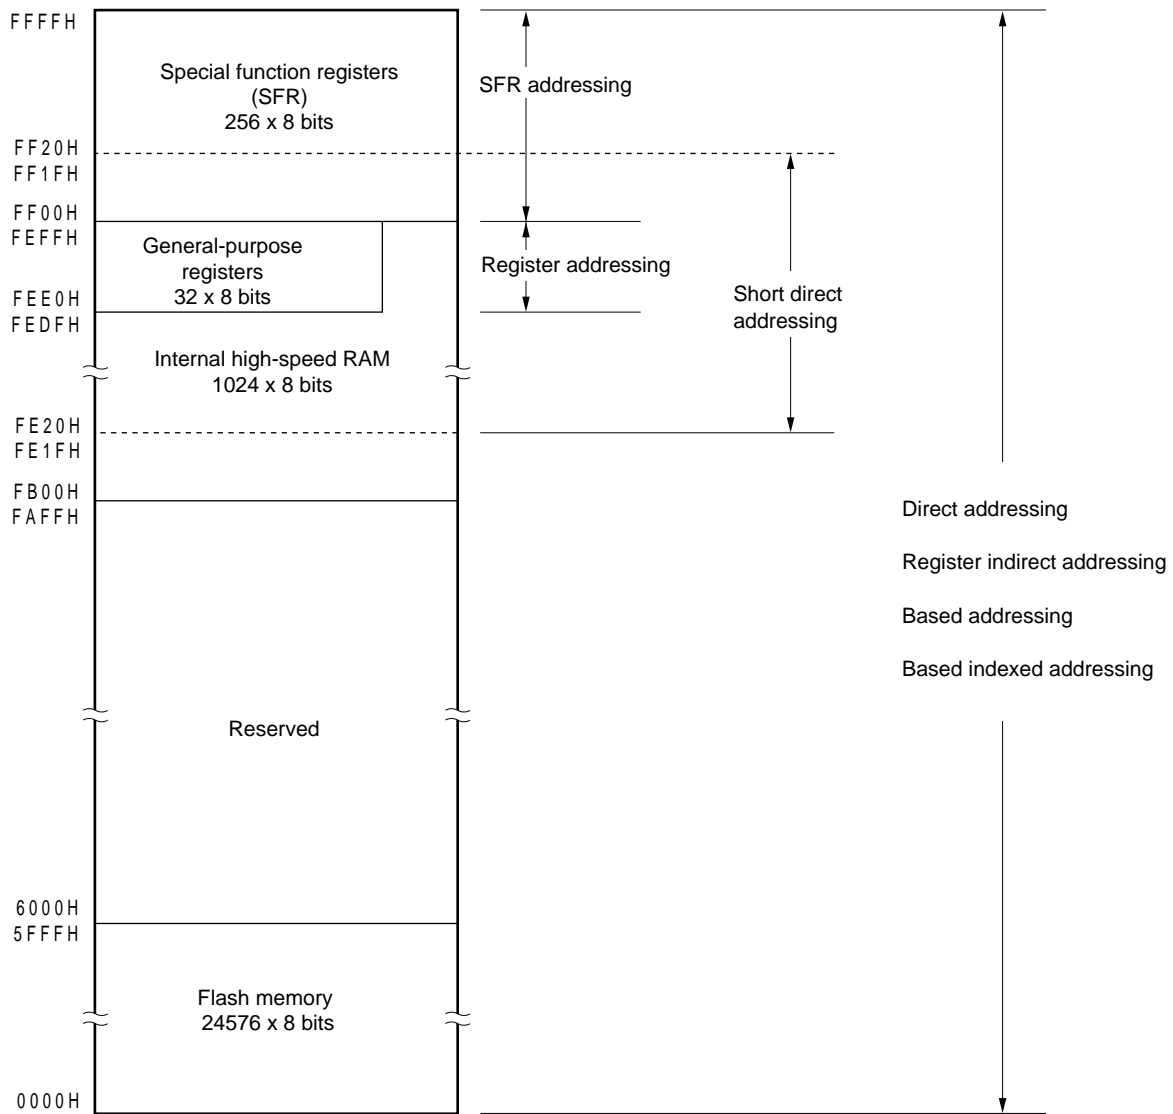 FFFFH
Special function registers
(SFR)
256 x 8 bits
SFR addressing
FF20H
FF1FH
FF00H
FEFFH
General-purpose
registers
32 x 8 bits
Register addressing
Short direct
addressing
FEE0H
FEDFH
Internal high-speed RAM
1024 x 8 bits
FE20H
FE1FH
FB00H
FAFFH
Direct addressing
Register indirect addressing
Based addressing
Based indexed addressing
Reserved
6000H
5FFFH
Flash memory
24576 x 8 bits
0000H